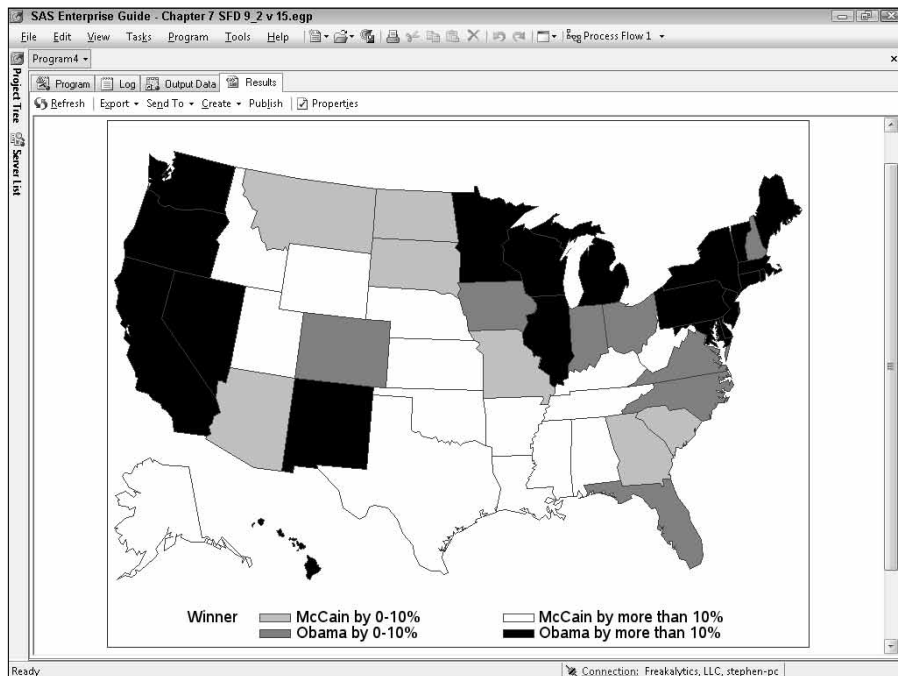 SAS Enterprise Guide - Chapter 7 SFD 9_2 v 15.egp
File Edit View Tasks Program Tools Help Process Flow 1
Program4
Program Log Output Data Results
Refresh Export Send To Create Publish Properties
Project Tree
Server List
Winner McCain by 0-10% McCain by more than 10%
Obama by 0-10% Obama by more than 10%
Ready Connection: Freakalytics, LLC, stephen-pc